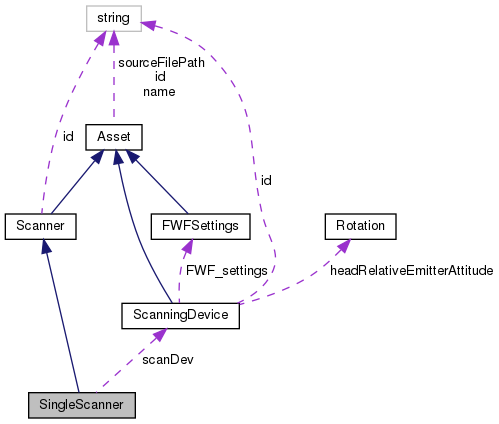 string
sourceFilePath
id
name
Asset
id
id
Scanner
FWFSettings
Rotation
FWF_settings
headRelativeEmitterAttitude
ScanningDevice
scanDev
SingleScanner